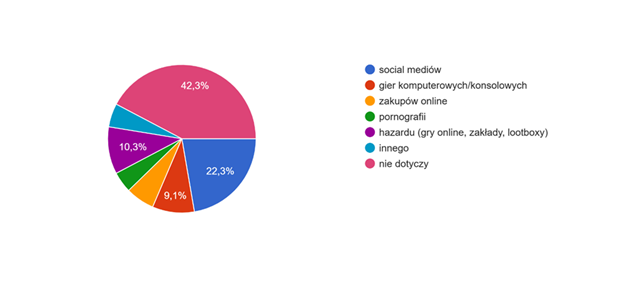 42,3%
10,3%
9,1%
22,3%
social mediów
gier komputerowych/konsolowych
zakupów online
pornografii
hazardu (gry online, zakłady, lootboxy)
innego
nie dotyczy